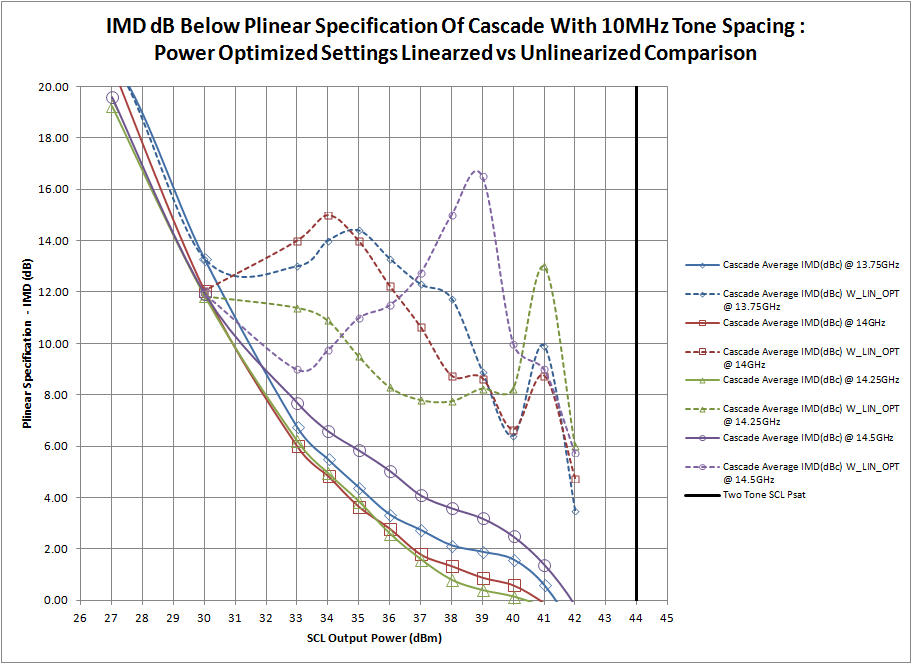 IMD dB Below Plinear Specification Of Cascade With 10MHz Tone Spacing :
Power Optimized Settings Linearzed vs Unlinearized Comparison
Plinear Specification - IMD (dB)
20.00
18.00
16.00
14.00
12.00
10.00
8.00
6.00
4.00
2.00
0.00
26 27 28 29 30 31 32 33 34 35 36 37 38 39 40 41 42 43 44 45
SCL Output Power (dBm)
Cascade Average IMD(dBc) @ 13.75GHz
Cascade Average IMD(dBc) W_LIN_OPT
@ 13.75GHz
Cascade Average IMD(dBc) @ 14GHz
Cascade Average IMD(dBc) W_LIN_OPT
@ 14GHz
Cascade Average IMD(dBc) @ 14.25GHz
Cascade Average IMD(dBc) W_LIN_OPT
@ 14.25GHz
Cascade Average IMD(dBc) @ 14.5GHz
Cascade Average IMD(dBc) W_LIN_OPT
@ 14.5GHz
Two Tone SCL Psat